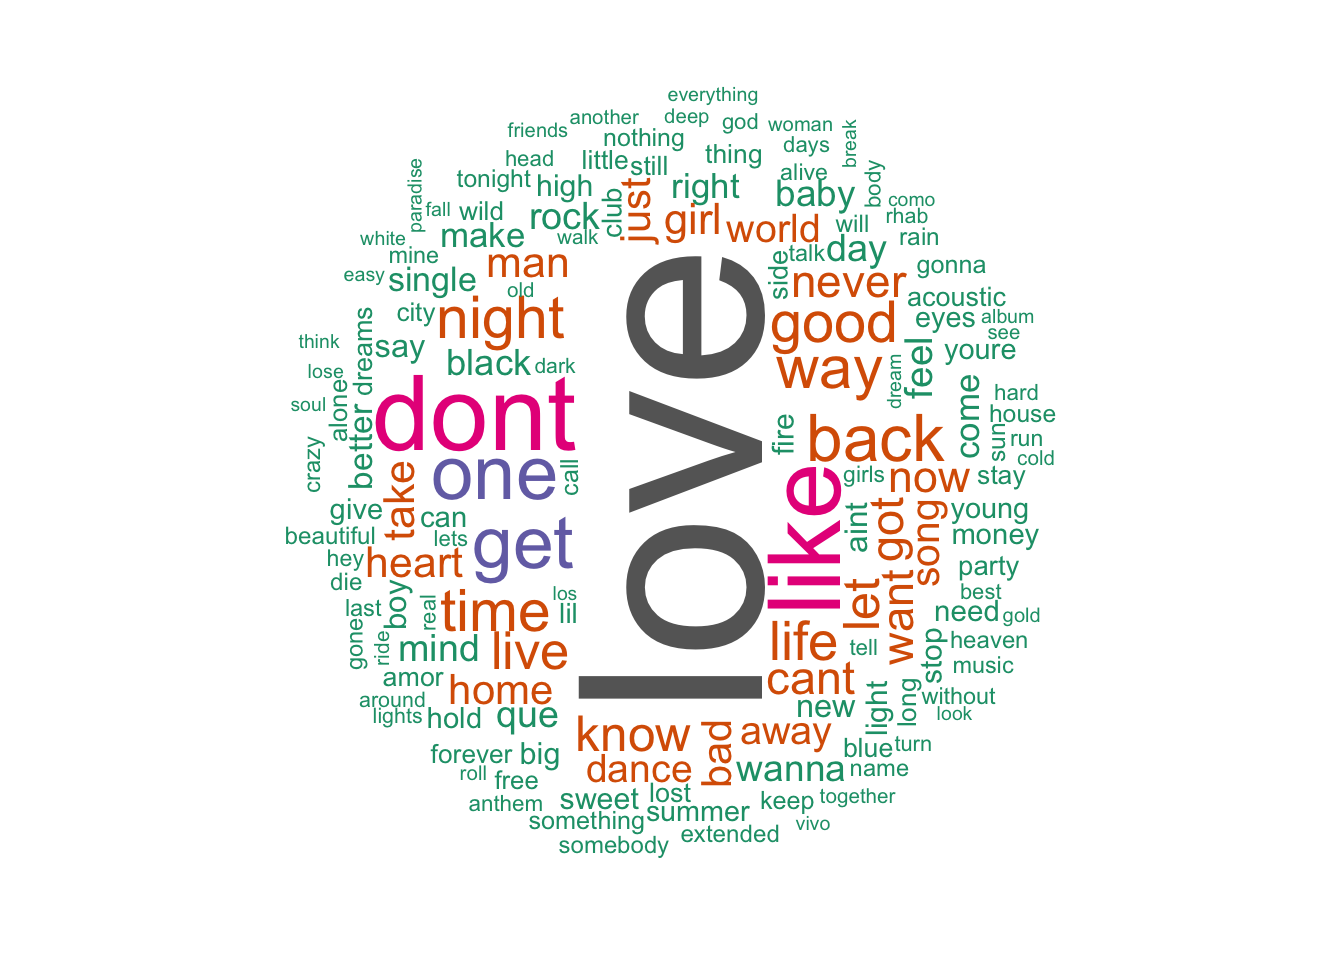 everything
another
deep
god
woman
friends
nothing
days
break
head
little
still
thing
alive
tonight
high
club
just
right
baby
body
como
paradise
fall
wild
rock
girl
world
will
rhab
white
make
walk
talk
day
rain
mine
man
side
never
gonna
easy
single
old
acoustic
city
night
good
eyes
album
see
think
dreams
say
black
dark
love
way
dream
feel
youre
lose
soul
alone
dont
hard
better
fire
back
come
house
sun
run
crazy
one
call
like
girls
now
stay
cold
take
give
can
aint
got
song
young
beautiful
lets
get
money
hey
heart
party
die
boy
los
let
want
best
last
real
time
lil
need
gold
gone
ride
mind
live
life
tell
stop
heaven
amor
cant
music
around
home
new
light
long
without
lights
hold
que
look
know
bad
away
blue
turn
forever
big
dance
wanna
name
roll
free
anthem
sweet
lost
keep
together
something
summer
vivo
somebody
extended